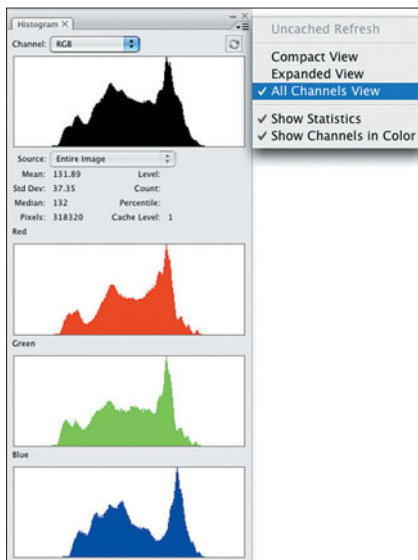 Histogram ×
Channel: RGB
Source: Entire Image
Mean: 131.89 Level:
Std Dev: 37.35 Count:
Median: 132 Percentile:
Pixels: 318320 Cache Level: 1
Red
Green
Blue
Uncached Refresh
Compact View
Expanded View
✓ All Channels View
✓ Show Statistics
✓ Show Channels in Color